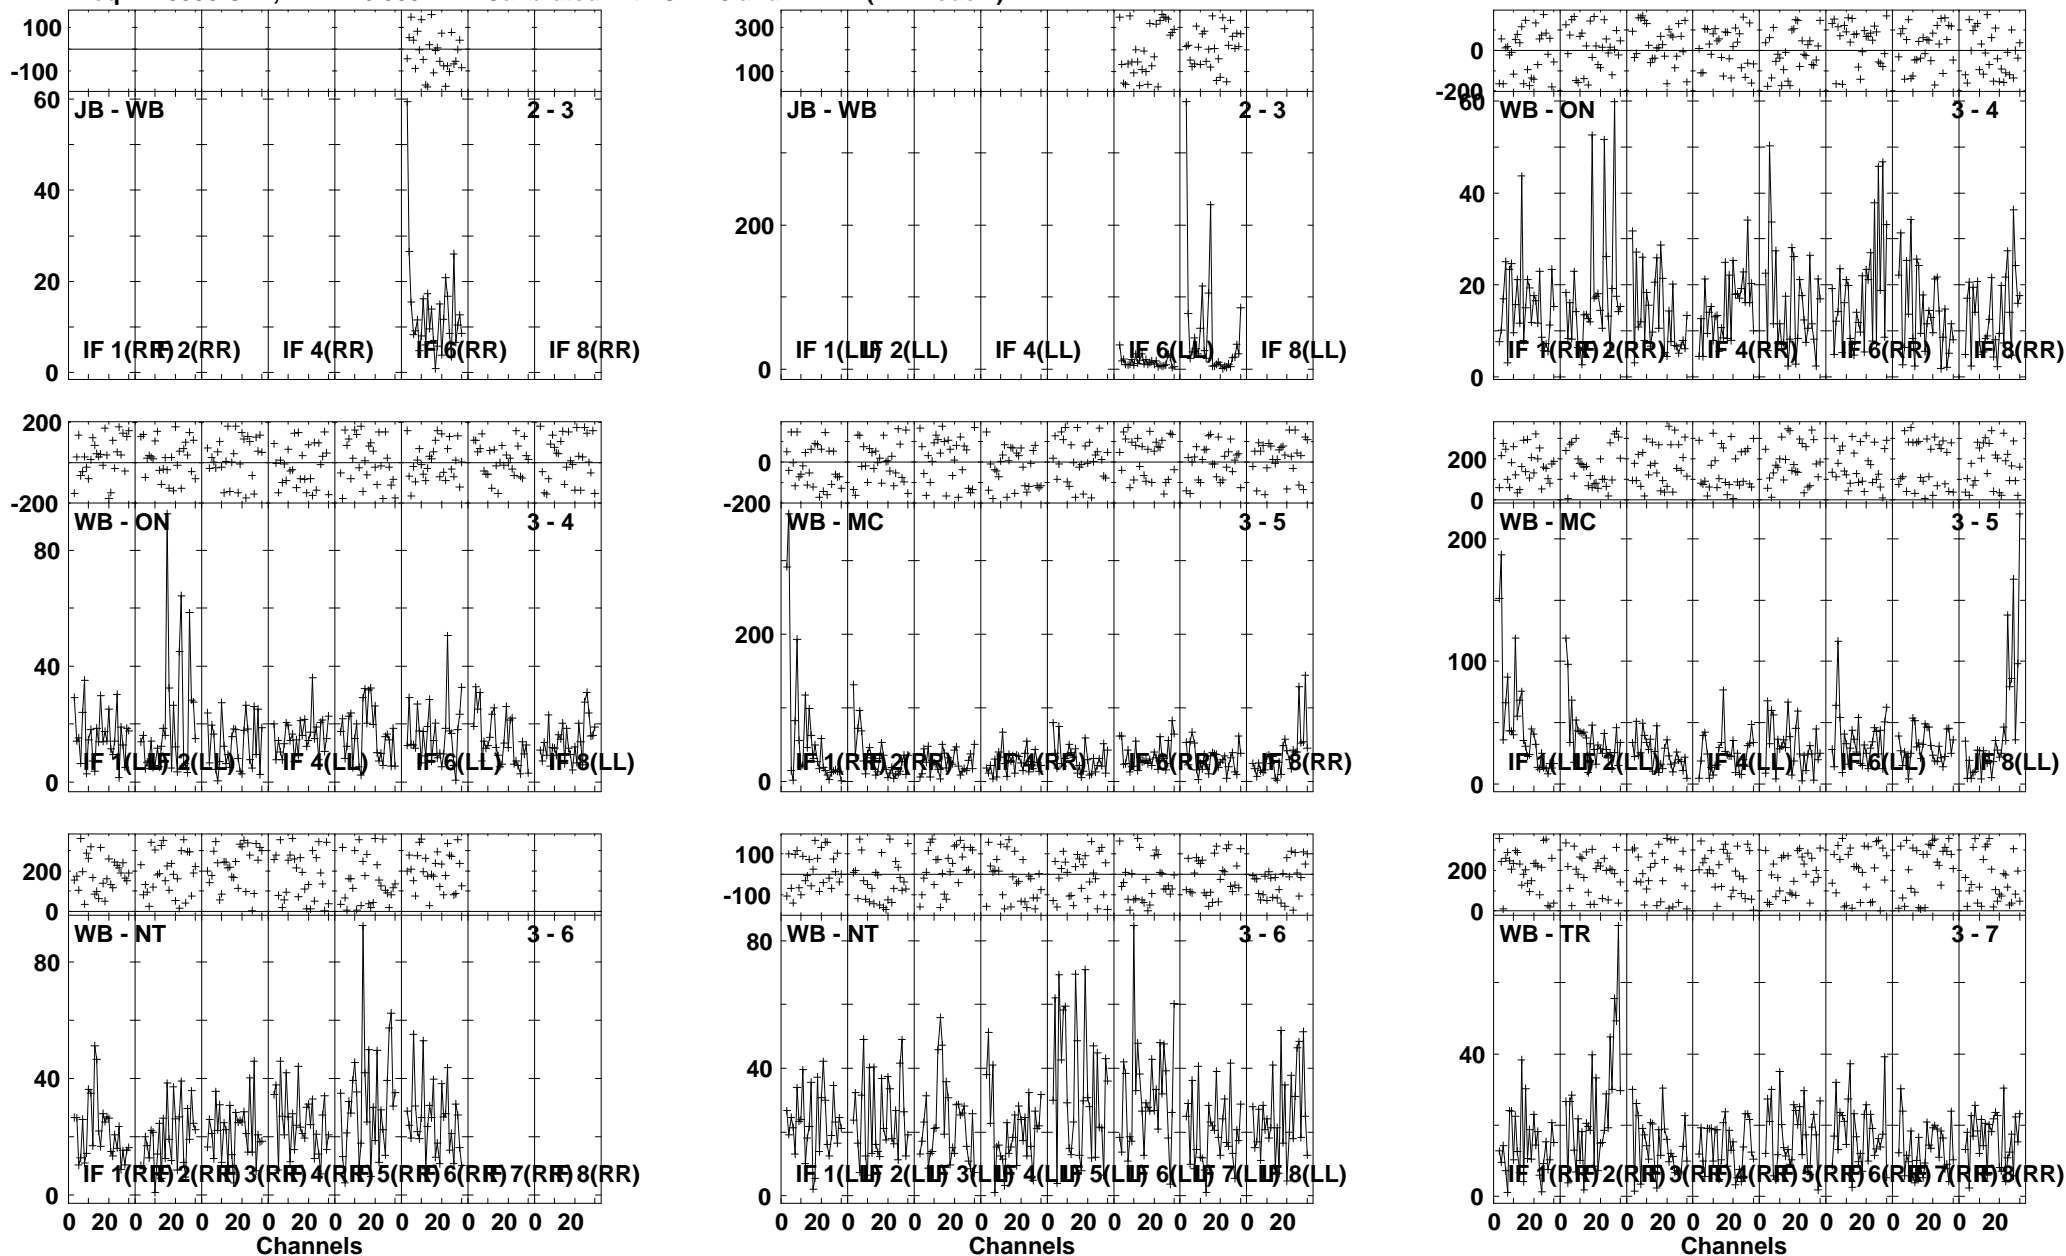 100
-100
JB - WB 2 - 3
60
40
20
0
IF 1(RR) IF 2(RR) IF 4(RR) IF 6(RR) IF 8(RR)
300
100
JB - WB 2 - 3
200
0
IF 1(LL) IF 2(LL) IF 4(LL) IF 6(LL) IF 8(LL)
0
-200
WB - ON 3 - 4
60
40
20
0
IF 1(RR) IF 2(RR) IF 4(RR) IF 6(RR) IF 8(RR)
200
0
-200
WB - ON 3 - 4
80
40
0
IF 1(LL) IF 2(LL) IF 4(LL) IF 6(LL) IF 8(LL)
0
-200
WB - MC 3 - 5
200
0
IF 1(RR) IF 2(RR) IF 4(RR) IF 6(RR) IF 8(RR)
200
0
WB - MC 3 - 5
200
100
0
IF 1(LL) IF 2(LL) IF 4(LL) IF 6(LL) IF 8(LL)
200
0
WB - NT 3 - 6
80
40
0
IF 1(RR) IF 2(RR) IF 3(RR) IF 4(RR) IF 5(RR) IF 6(RR) IF 7(RR) IF 8(RR)
0 20 0 20 0 20 0 20 0 20 0 20 0 20 0 20
Channels
100
-100
WB - NT 3 - 6
80
40
0
IF 1(LL) IF 2(LL) IF 3(LL) IF 4(LL) IF 5(LL) IF 6(LL) IF 7(LL) IF 8(LL)
0 20 0 20 0 20 0 20 0 20 0 20 0 20 0 20
Channels
200
0
WB - TR 3 - 7
40
0
IF 1(RR) IF 2(RR) IF 3(RR) IF 4(RR) IF 5(RR) IF 6(RR) IF 7(RR) IF 8(RR)
0 20 0 20 0 20 0 20 0 20 0 20 0 20 0 20
Channels